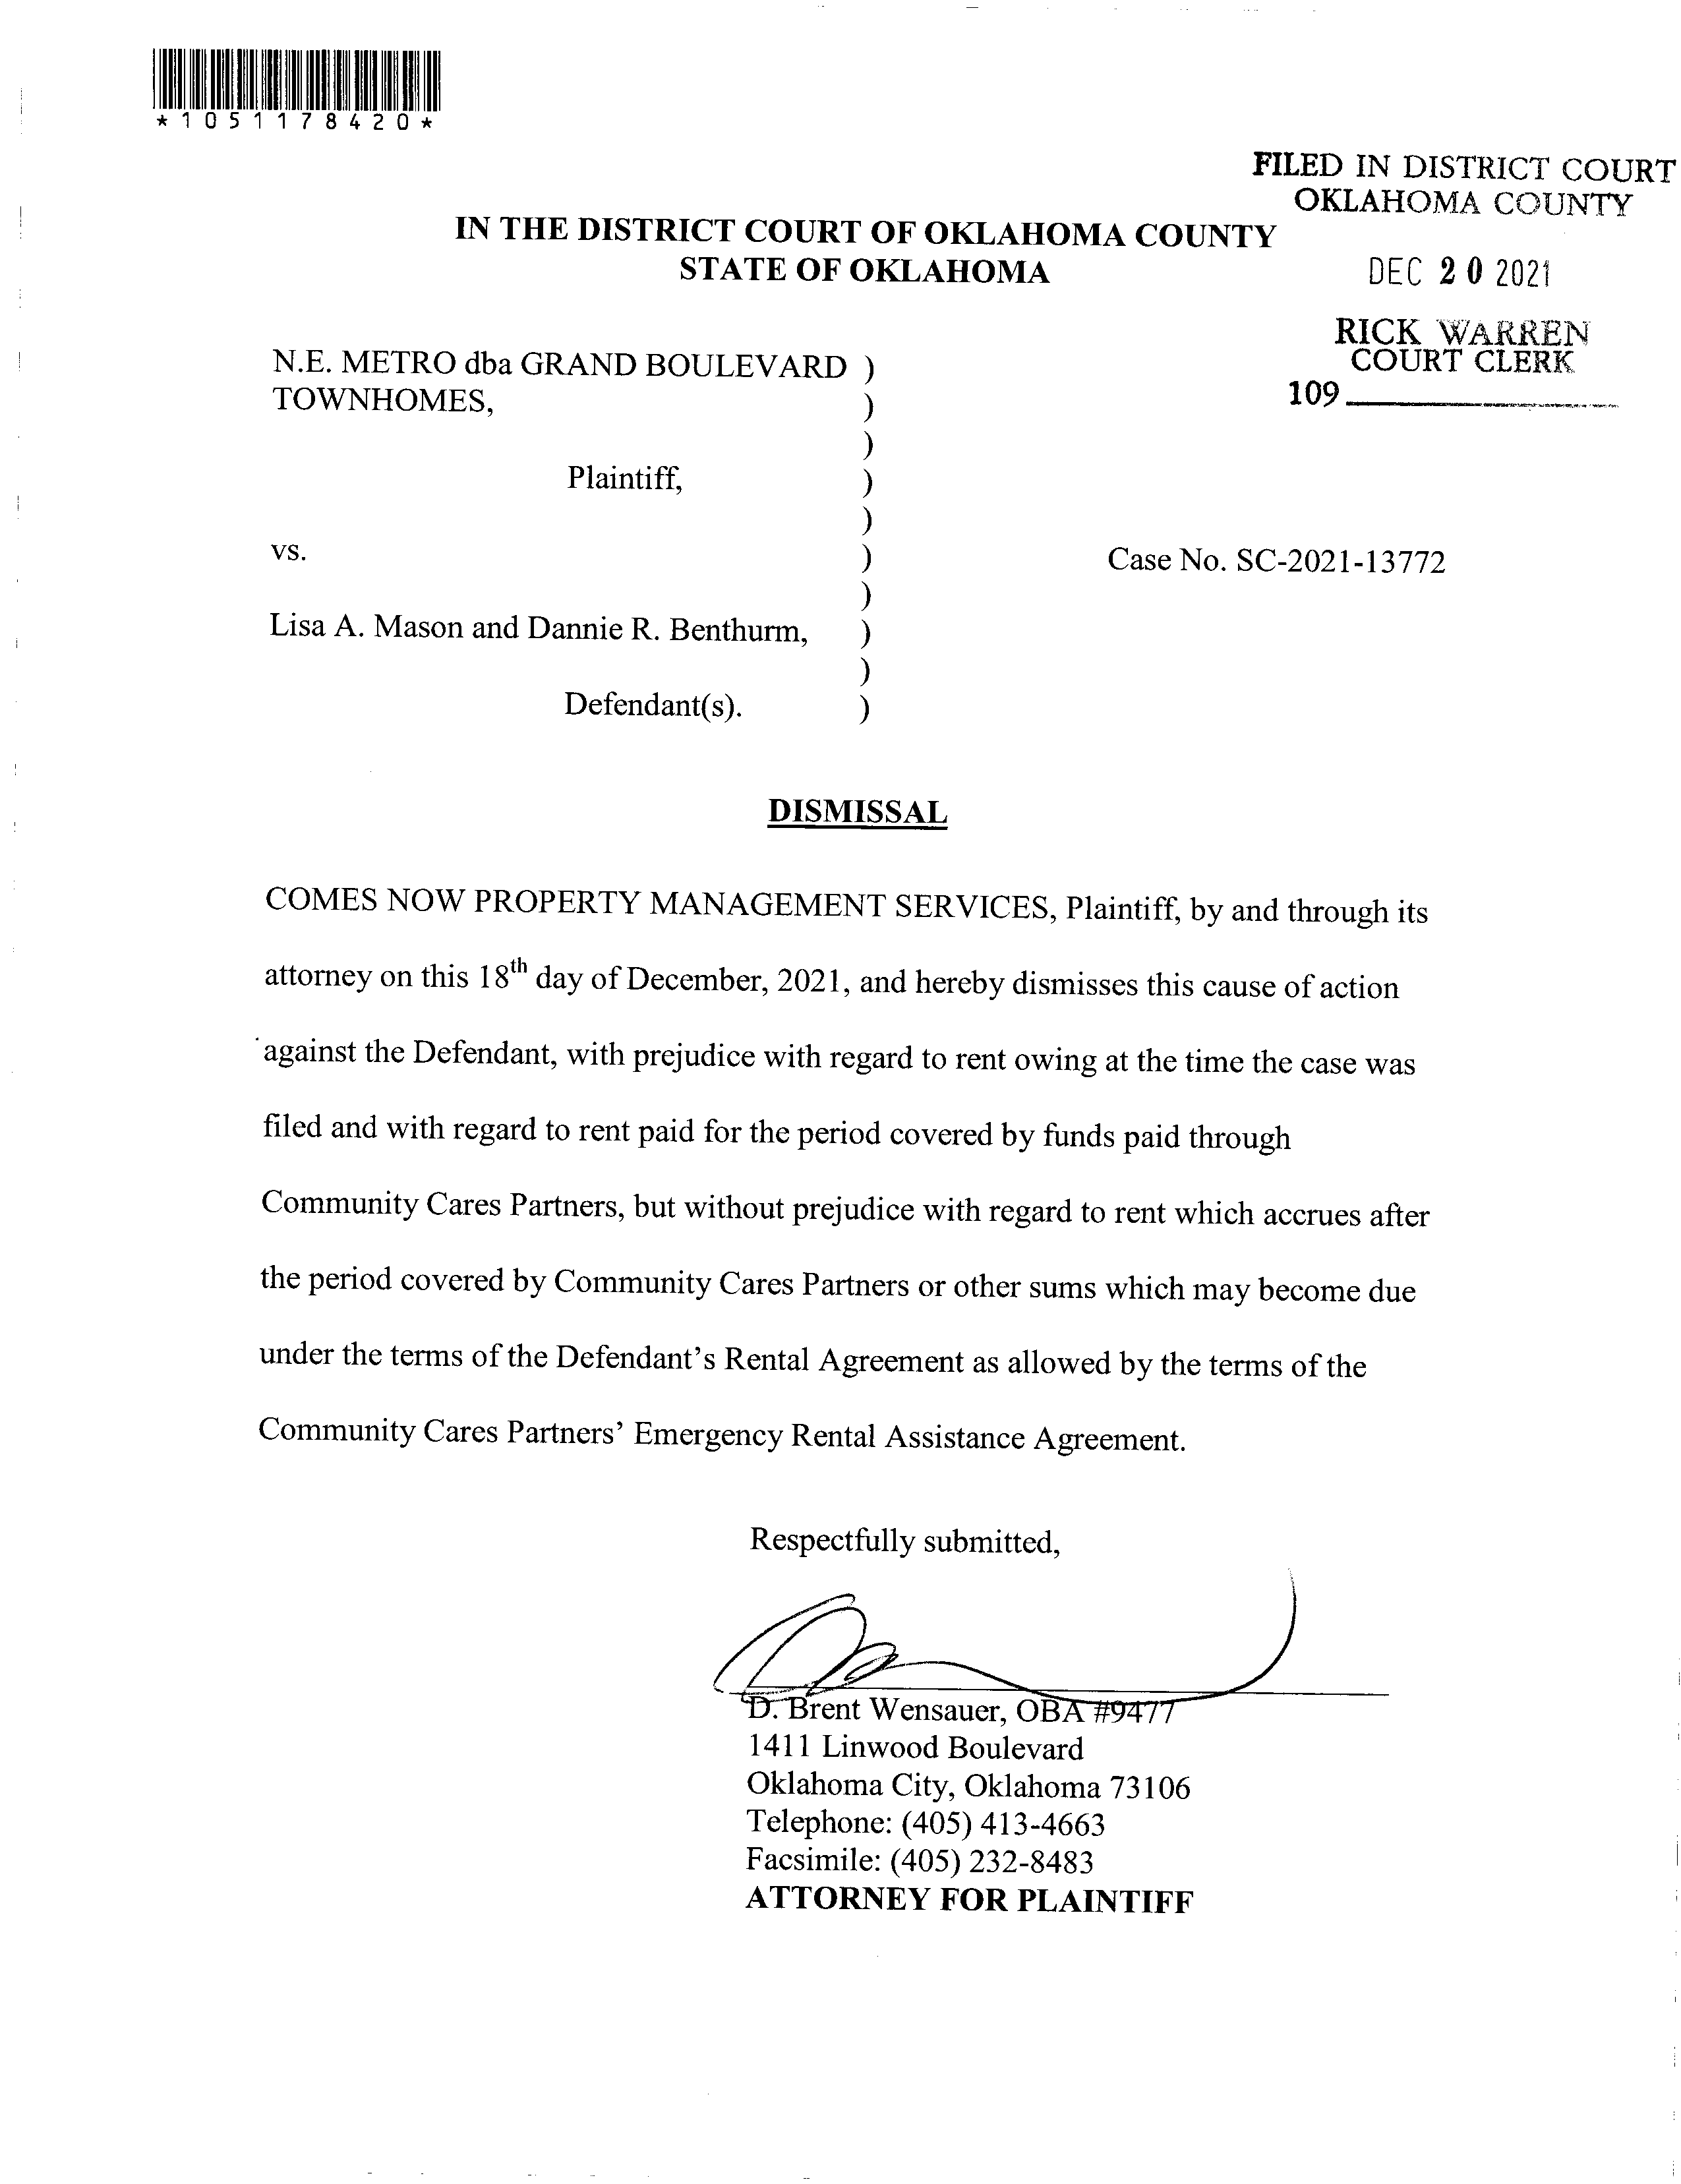 *1051178420*
FILED IN DISTRICT COURT
OKLAHOMA COUNTY
IN THE DISTRICT COURT OF OKLAHOMA COUNTY
STATE OF OKLAHOMA
DEC 20 2021
RICK WARREN
COURT CLERK
109
N.E. METRO dba GRAND BOULEVARD )
TOWNHOMES, )
)
Plaintiff, )
)
vs. )
Case No. SC-2021-13772
)
Lisa A. Mason and Dannie R. Benthurm, )
)
Defendant(s). )
DISMISSAL
COMES NOW PROPERTY MANAGEMENT SERVICES, Plaintiff, by and through its
attorney on this 18th day of December, 2021, and hereby dismisses this cause of action
against the Defendant, with prejudice with regard to rent owing at the time the case was
filed and with regard to rent paid for the period covered by funds paid through
Community Cares Partners, but without prejudice with regard to rent which accrues after
the period covered by Community Cares Partners or other sums which may become due
under the terms of the Defendant's Rental Agreement as allowed by the terms of the
Community Cares Partners' Emergency Rental Assistance Agreement.
Respectfully submitted,
D. Brent Wensauer, OBA #9477
1411 Linwood Boulevard
Oklahoma City, Oklahoma 73106
Telephone: (405) 413-4663
Facsimile: (405) 232-8483
ATTORNEY FOR PLAINTIFF